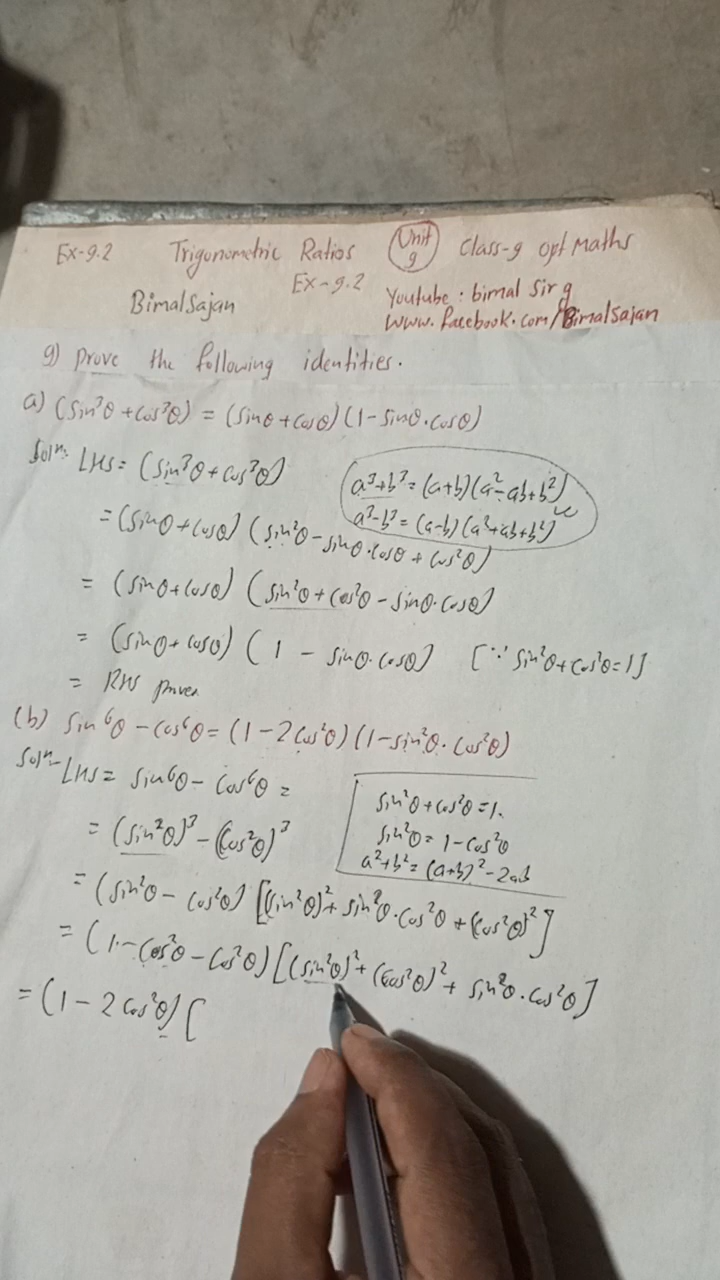 Ex-9.2 Trigonometric Ratios (Unit 9) Class-9 opt Maths
Ex-9.2
BimalSajan Youtube : bimal Sir g
www.facebook.com/Bimalsajan
9) prove the following identities.
a) (Sin³θ + Cos³θ) = (Sinθ + Cosθ) (1 - Sinθ.Cosθ)
Solⁿ: LHS = (Sin³θ + Cos³θ)
a³+b³ = (a+b)(a²-ab+b²)
= (Sinθ + Cosθ) (Sin²θ - Sinθ.Cosθ + Cos²θ)
a³-b³ = (a-b)(a²+ab+b²)
= (Sinθ + Cosθ) (Sin²θ + Cos²θ - Sinθ.Cosθ)
= (Sinθ + Cosθ) (1 - Sinθ.Cosθ) [∵ Sin²θ + Cos²θ = 1]
= RHS proven
(b) Sin⁶θ - Cos⁶θ = (1 - 2Cos²θ) (1 - Sin²θ.Cos²θ)
Solⁿ- LHS = Sin⁶θ - Cos⁶θ =
Sin²θ + Cos²θ = 1.
= (Sin²θ)³ - (Cos²θ)³
Sin²θ = 1 - Cos²θ
a²+b² = (a+b)² - 2ab
= (Sin²θ - Cos²θ) [(Sin²θ)² + Sin²θ.Cos²θ + (Cos²θ)²]
= (1 - Cos²θ - Cos²θ) [(Sin²θ)² + (Cos²θ)² + Sin²θ.Cos²θ]
= (1 - 2Cos²θ) [